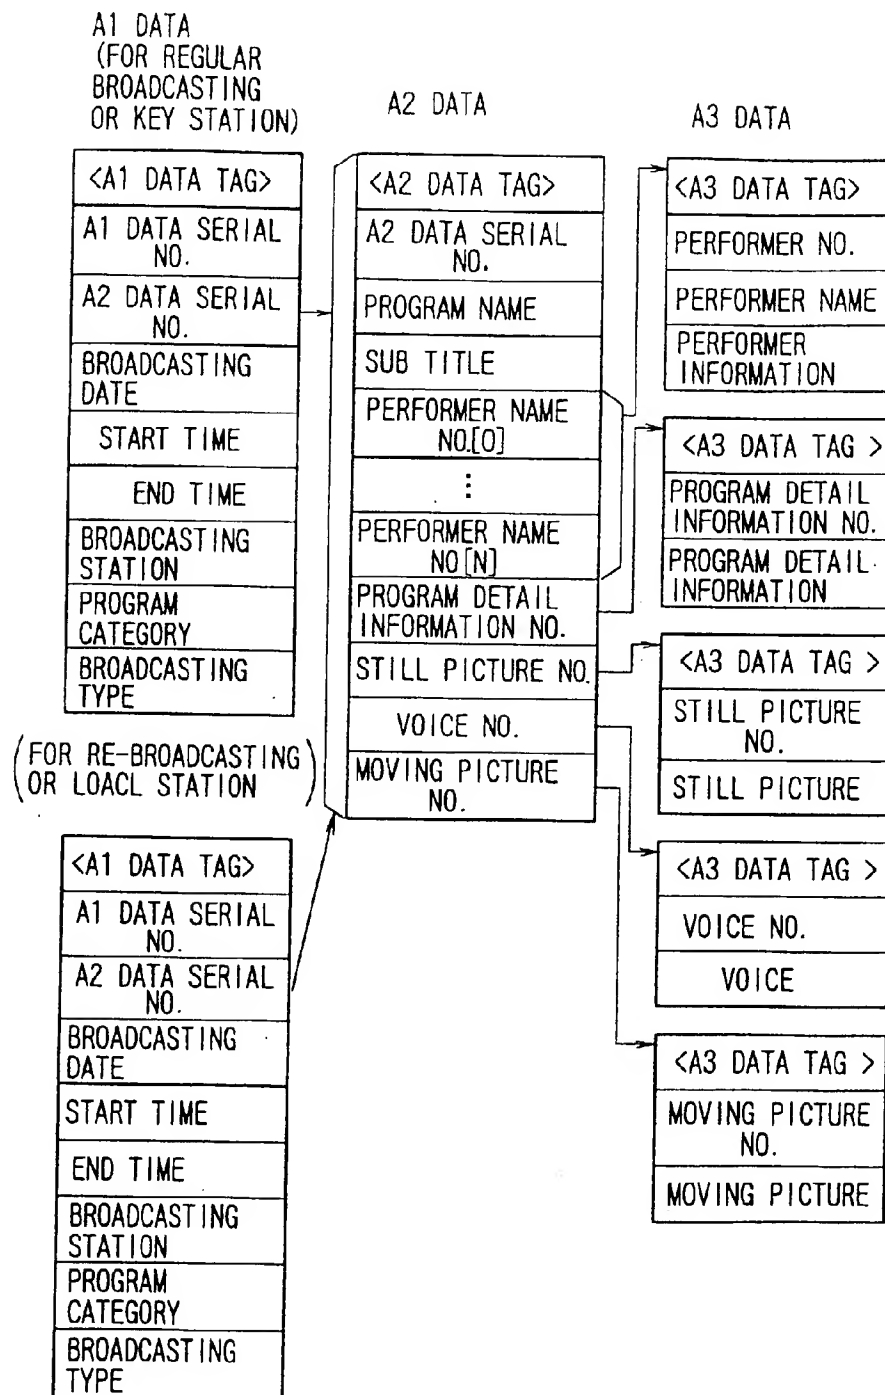 A1 DATA
(FOR REGULAR
BROADCASTING
OR KEY STATION)
<A1 DATA TAG>
A1 DATA SERIAL
NO.
A2 DATA SERIAL
NO.
BROADCASTING
DATE
START TIME
END TIME
BROADCASTING
STATION
PROGRAM
CATEGORY
BROADCASTING
TYPE
(FOR RE-BROADCASTING
OR LOACL STATION)
<A1 DATA TAG>
A1 DATA SERIAL
NO.
A2 DATA SERIAL
NO.
BROADCASTING
DATE
START TIME
END TIME
BROADCASTING
STATION
PROGRAM
CATEGORY
BROADCASTING
TYPE
A2 DATA
<A2 DATA TAG>
A2 DATA SERIAL
NO.
PROGRAM NAME
SUB TITLE
PERFORMER NAME
NO.[0]
⋮
PERFORMER NAME
NO[N]
PROGRAM DETAIL
INFORMATION NO.
STILL PICTURE NO.
VOICE NO.
MOVING PICTURE
NO.
A3 DATA
<A3 DATA TAG>
PERFORMER NO.
PERFORMER NAME
PERFORMER
INFORMATION
<A3 DATA TAG >
PROGRAM DETAIL
INFORMATION NO.
PROGRAM DETAIL
INFORMATION
<A3 DATA TAG >
STILL PICTURE
NO.
STILL PICTURE
<A3 DATA TAG >
VOICE NO.
VOICE
<A3 DATA TAG >
MOVING PICTURE
NO.
MOVING PICTURE